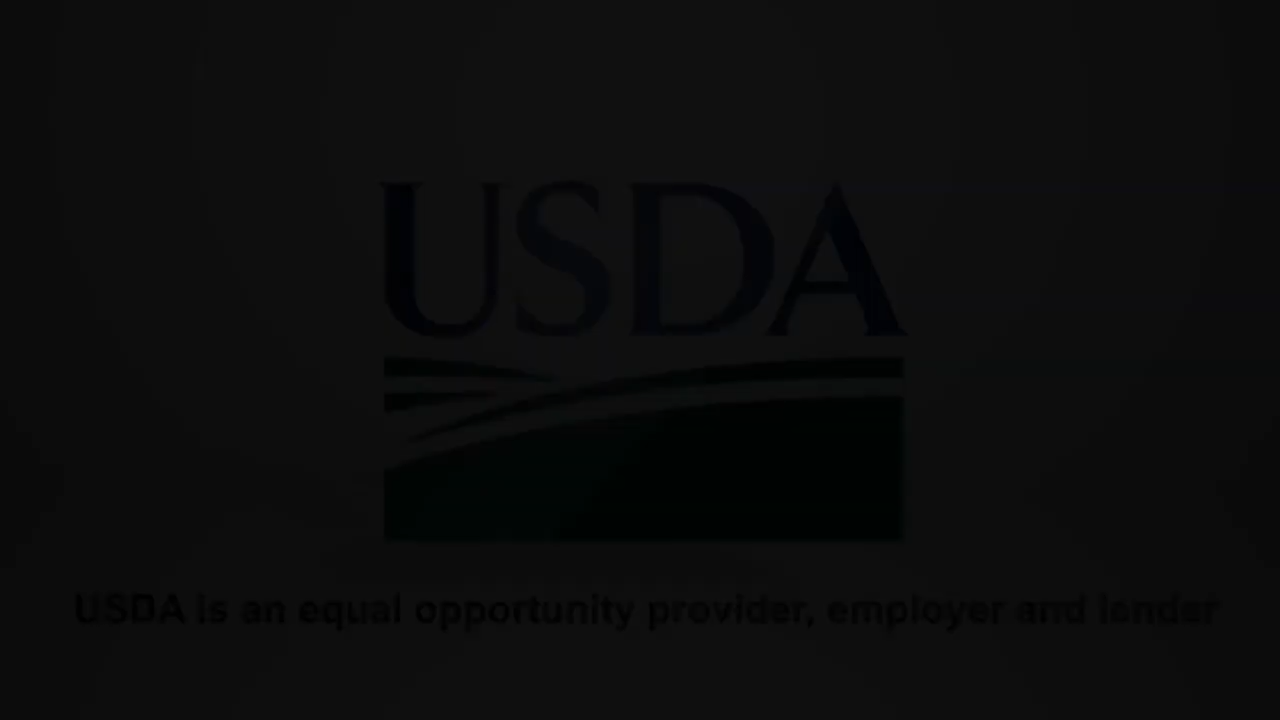 USDA
USDA is an equal opportunity provider, employer and lender